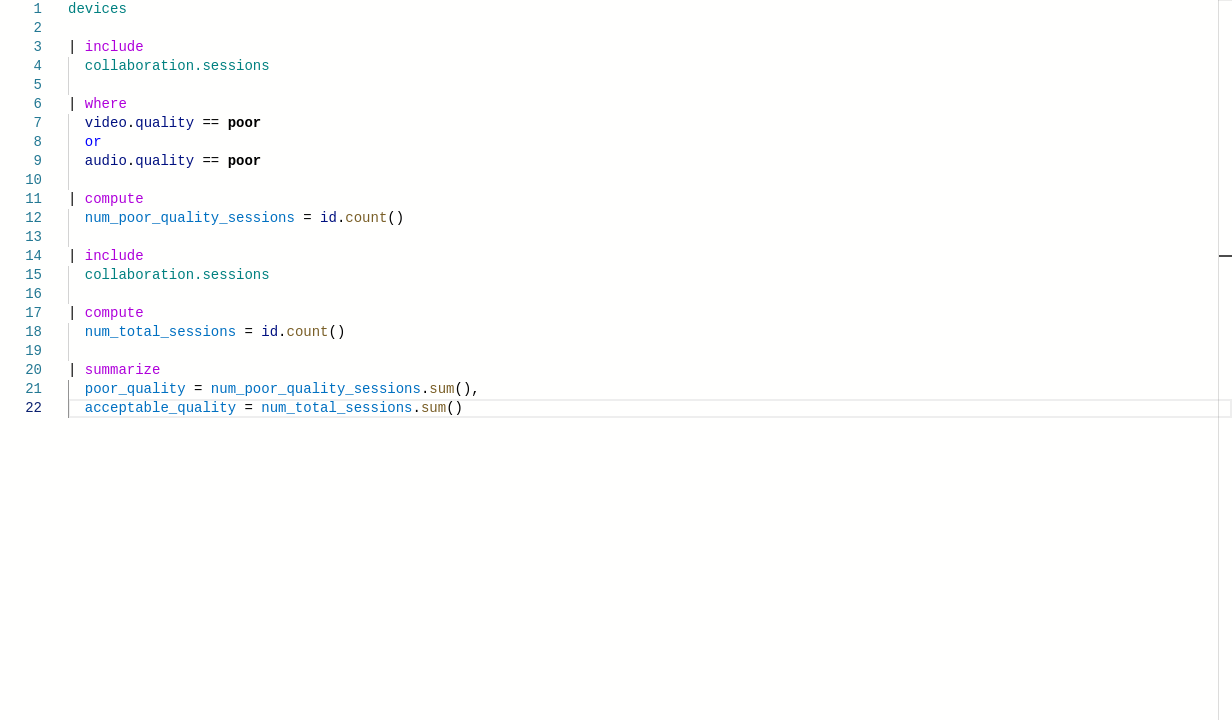 1 devices
2
3 | include
4 collaboration.sessions
5
6 | where
7 video.quality == poor
8 or
9 audio.quality == poor
10
11 | compute
12 num_poor_quality_sessions = id.count()
13
14 | include
15 collaboration.sessions
16
17 | compute
18 num_total_sessions = id.count()
19
20 | summarize
21 poor_quality = num_poor_quality_sessions.sum(),
22 acceptable_quality = num_total_sessions.sum()